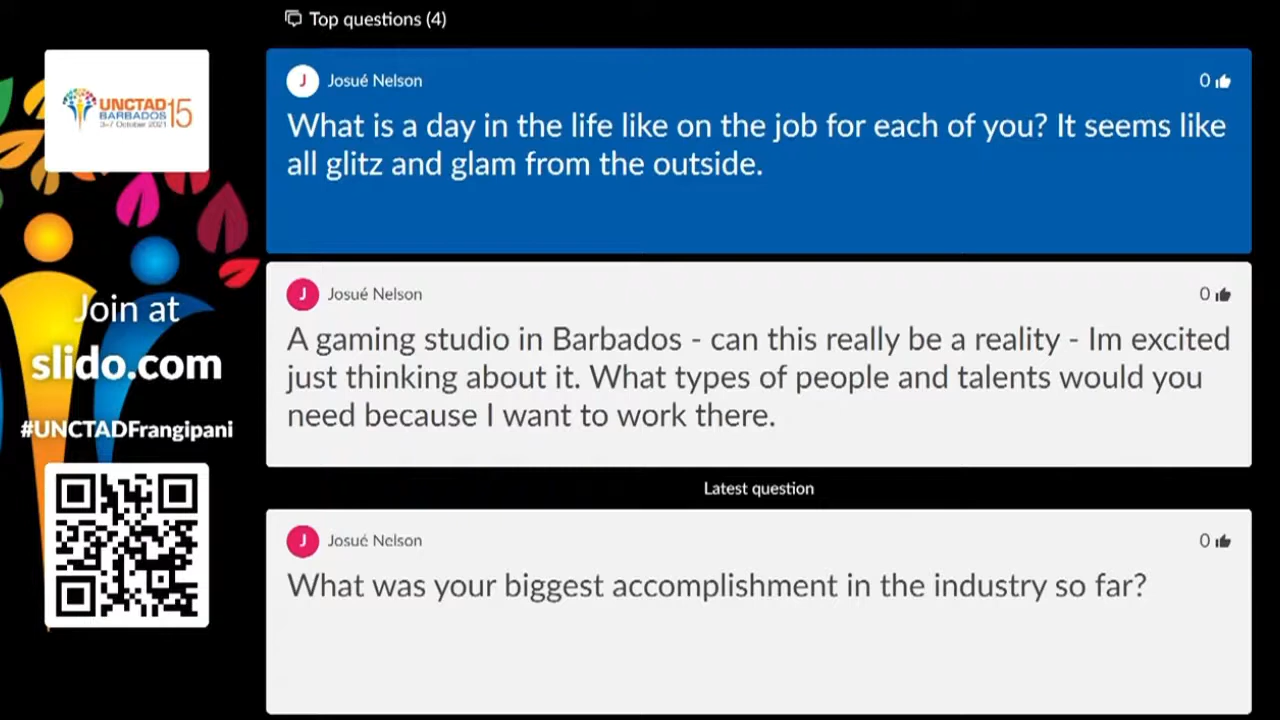 Top questions (4)
UNCTAD 15
BARBADOS
3–7 October 2021
Join at
slido.com
#UNCTADFrangipani
J Josué Nelson 0
What is a day in the life like on the job for each of you? It seems like
all glitz and glam from the outside.
J Josué Nelson 0
A gaming studio in Barbados - can this really be a reality - Im excited
just thinking about it. What types of people and talents would you
need because I want to work there.
Latest question
J Josué Nelson 0
What was your biggest accomplishment in the industry so far?